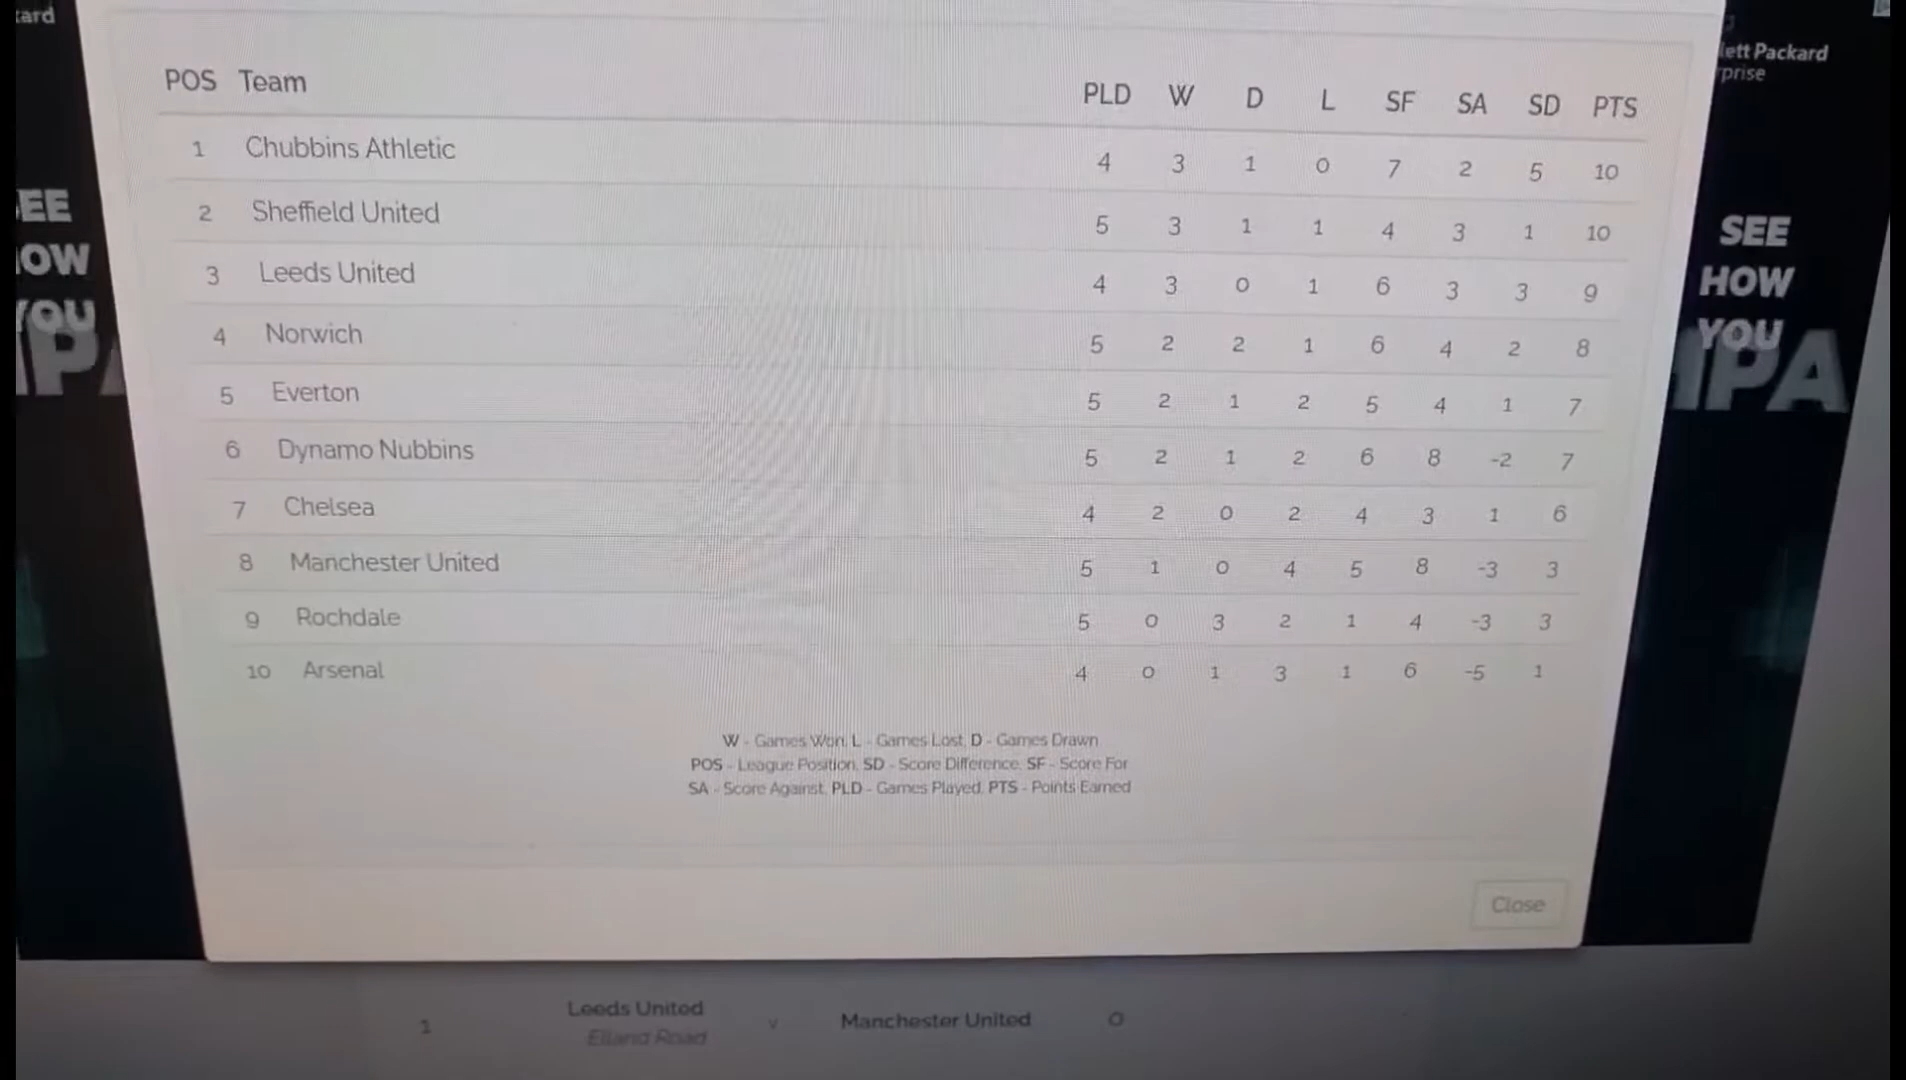 ard
lett Packard
prise
POS Team PLD W D L SF SA SD PTS
1 Chubbins Athletic 4 3 1 0 7 2 5 10
2 Sheffield United 5 3 1 1 4 3 1 10
3 Leeds United 4 3 0 1 6 3 3 9
4 Norwich 5 2 2 1 6 4 2 8
5 Everton 5 2 1 2 5 4 1 7
6 Dynamo Nubbins 5 2 1 2 6 8 -2 7
7 Chelsea 4 2 0 2 4 3 1 6
8 Manchester United 5 1 0 4 5 8 -3 3
9 Rochdale 5 0 3 2 1 4 -3 3
10 Arsenal 4 0 1 3 1 6 -5 1
EE
OW
YOU
IPA
SEE
HOW
YOU
IPA
W - Games Won, L - Games Lost, D - Games Drawn
POS - League Position, SD - Score Difference, SF - Score For
SA - Score Against, PLD - Games Played, PTS - Points Earned
Close
1 Leeds United v Manchester United 0
Elland Road